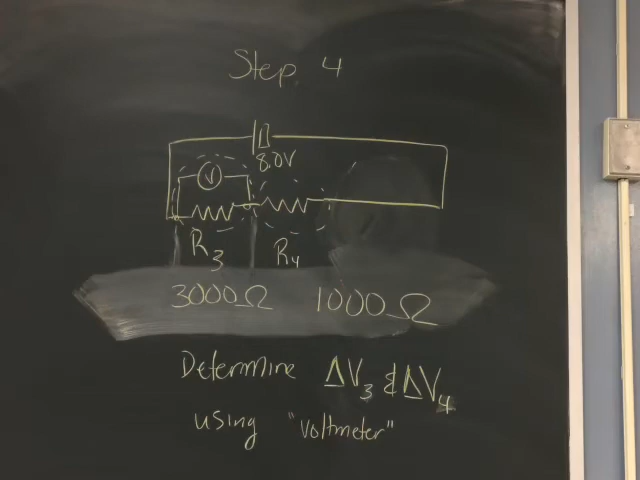 Step 4
8.0V
V
R3
R4
3000Ω 1000Ω
Determine ΔV3 & ΔV4
using "voltmeter"